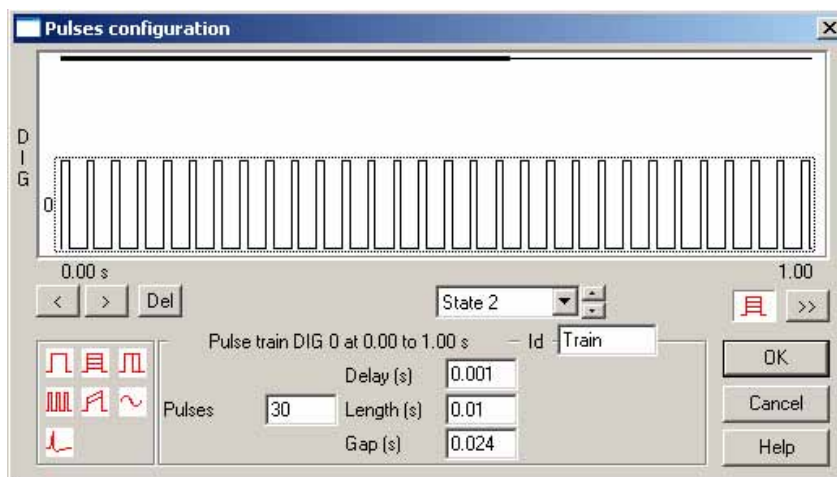 Pulses configuration
D
I
G
0
0.00 s
1.00
<
>
Del
State 2
>>
Pulse train DIG 0 at 0.00 to 1.00 s
Id
Train
Pulses
30
Delay (s)
0.001
Length (s)
0.01
Gap (s)
0.024
OK
Cancel
Help